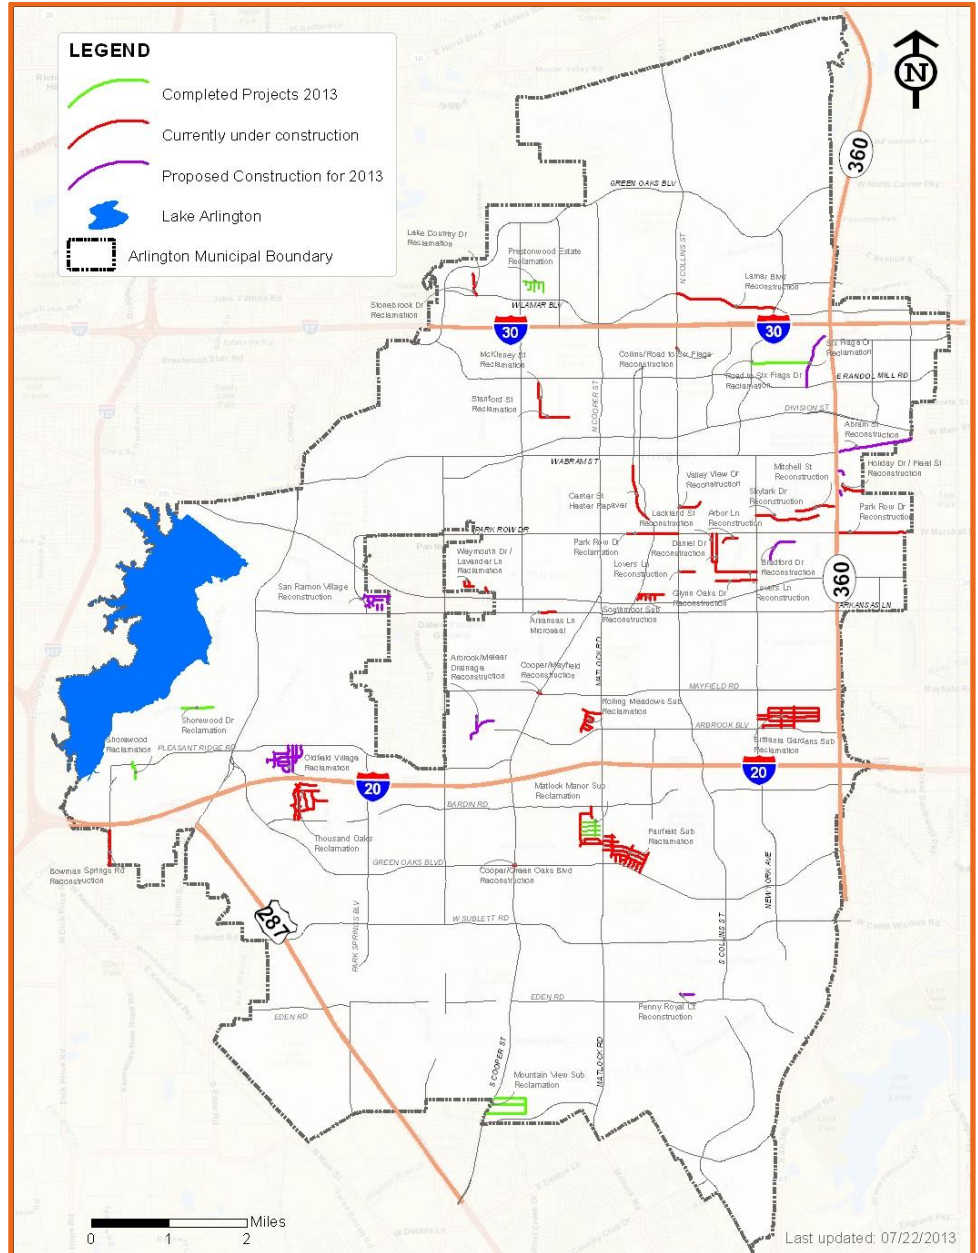 LEGEND
Completed Projects 2013
Currently under construction
Proposed Construction for 2013
Lake Arlington
Arlington Municipal Boundary
N
360
GREEN OAKS BLV
N COLLINS ST
Lake Country Dr
Reclamation
Prestonwood Estate
Reclamation
Lamar Blvd
Reconstruction
Stonebrook Dr
Reclamation
W LAMAR BLV
30
30
McKinney St
Reclamation
Collins/Road to Six Flags
Reconstruction
Six Flags Dr
Reclamation
Road to Six Flags Dr
Reclamation
E RANDOL MILL RD
Stanford St
Reclamation
N COOPER ST
DIVISION ST
Abram St
Reconstruction
W ABRAM ST
Valley View Dr
Reconstruction
Mitchell St
Reconstruction
Holiday Dr / Fleet St
Reconstruction
Center St
Heater Repaver
Skylark Dr
Reconstruction
Lackland St
Reconstruction
Arbor Ln
Reconstruction
Park Row Dr
Reconstruction
PARK ROW DR
Park Row Dr
Reclamation
Daniel Dr
Reconstruction
Waymouth Dr /
Lavander Ln
Reclamation
Lovers Ln
Reconstruction
Bradford Dr
Reconstruction
San Ramon Village
Reconstruction
Glynn Oaks Dr
Reconstruction
Lovers Ln
Reconstruction
360
ARKANSAS LN
Arkansas Ln
Microseal
Southmoor Sub
Reconstruction
MATLOCK RD
Arbrook/Melear
Drainage
Reconstruction
Cooper/Mayfield
Reconstruction
MAYFIELD RD
Rolling Meadows Sub
Reclamation
Shorewood Dr
Reclamation
ARBROOK BLV
Shorewood
Reclamation
PLEASANT RIDGE RD
Brittania Gardens Sub
Reclamation
Oldfield Village
Reclamation
20
20
Matlock Manor Sub
Reclamation
BARDIN RD
Thousand Oaks
Reclamation
Fairfield Sub
Reclamation
GREEN OAKS BLVD
Bowman Springs Rd
Reconstruction
Cooper/Green Oaks Blvd
Reconstruction
NEW YORK AVE
287
PARK SPRINGS BLV
W SUBLETT RD
S COLLINS ST
EDEN RD
EDEN RD
Penny Royal Ct
Reconstruction
S COOPER ST
MATLOCK RD
Mountain View Sub
Reclamation
Miles
0 1 2
Last updated: 07/22/2013